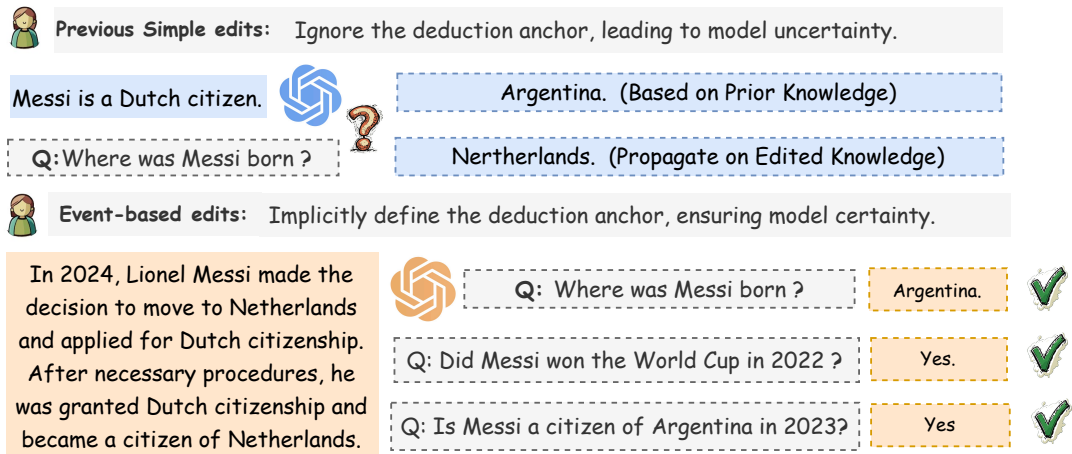 Previous Simple edits: Ignore the deduction anchor, leading to model uncertainty.
Messi is a Dutch citizen.
Argentina. (Based on Prior Knowledge)
Q:Where was Messi born ?
Nertherlands. (Propagate on Edited Knowledge)
Event-based edits: Implicitly define the deduction anchor, ensuring model certainty.
In 2024, Lionel Messi made the
decision to move to Netherlands
and applied for Dutch citizenship.
After necessary procedures, he
was granted Dutch citizenship and
became a citizen of Netherlands.
Q: Where was Messi born ?
Argentina.
Q: Did Messi won the World Cup in 2022 ?
Yes.
Q: Is Messi a citizen of Argentina in 2023?
Yes